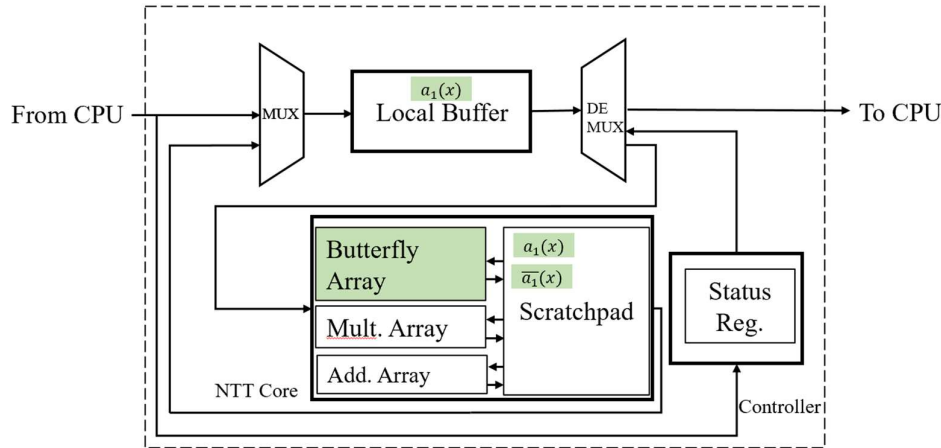 a₁(x)
Local Buffer
MUX
DE
MUX
From CPU
To CPU
Butterfly
Array
a₁(x)
a̅₁(x)
Scratchpad
Mult. Array
Add. Array
NTT Core
Status
Reg.
Controller